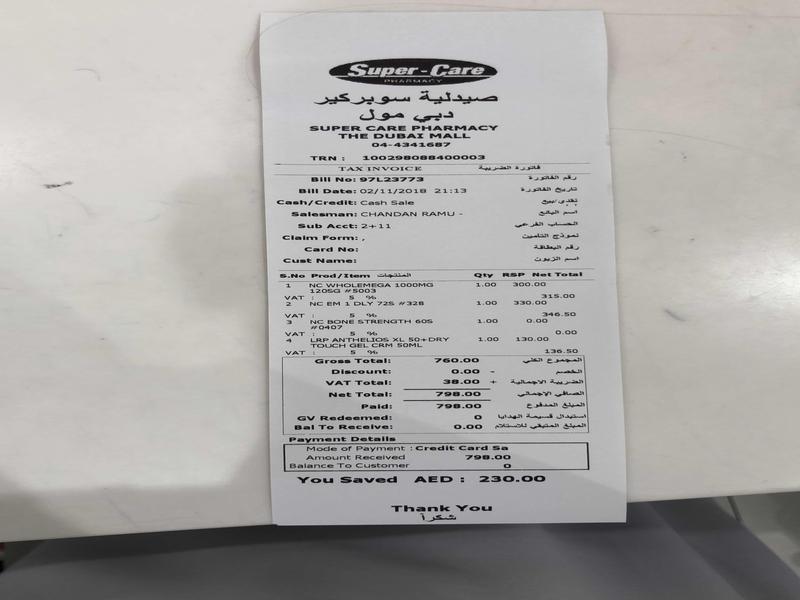 Super-Care
PHARMACY
صيدلية سوبركير
دبي مول
SUPER CARE PHARMACY
THE DUBAI MALL
04-4341687
TRN : 100298088400003
TAX INVOICE فاتورة الضريبة
Bill No: 97L23773 رقم الفاتورة
Bill Date: 02/11/2018 21:13 تاريخ الفاتورة
Cash/Credit: Cash Sale نقدي/بيع
Salesman: CHANDAN RAMU - اسم البائع
Sub Acct: 2+11 الحساب الفرعي
Claim Form: , نموذج التأمين
Card No: رقم البطاقة
Cust Name: اسم الزبون
S.No Prod/Item المنتجات Qty RSP Net Total
1 NC WHOLEMEGA 1000MG 1.00 300.00
120SG #5003
VAT : 5 % 315.00
2 NC EM 1 DLY 72S #328 1.00 330.00
VAT : 5 % 346.50
3 NC BONE STRENGTH 60S 1.00 0.00
#0407
VAT : 5 % 0.00
4 LRP ANTHELIOS XL 50+DRY 1.00 130.00
TOUCH GEL CRM 50ML
VAT : 5 % 136.50
Gross Total: 760.00 المجموع الكلي
Discount: 0.00 - الخصم
VAT Total: 38.00 + الضريبة الاجمالية
Net Total: 798.00 الصافي الاجمالي
Paid: 798.00 المبلغ المدفوع
GV Redeemed: 0 استبدال قسيمة الهدايا
Bal To Receive: 0.00 المبلغ المتبقي للاستلام
Payment Details
Mode of Payment : Credit Card Sa
Amount Received 798.00
Balance To Customer 0
You Saved AED : 230.00
Thank You
شكراً